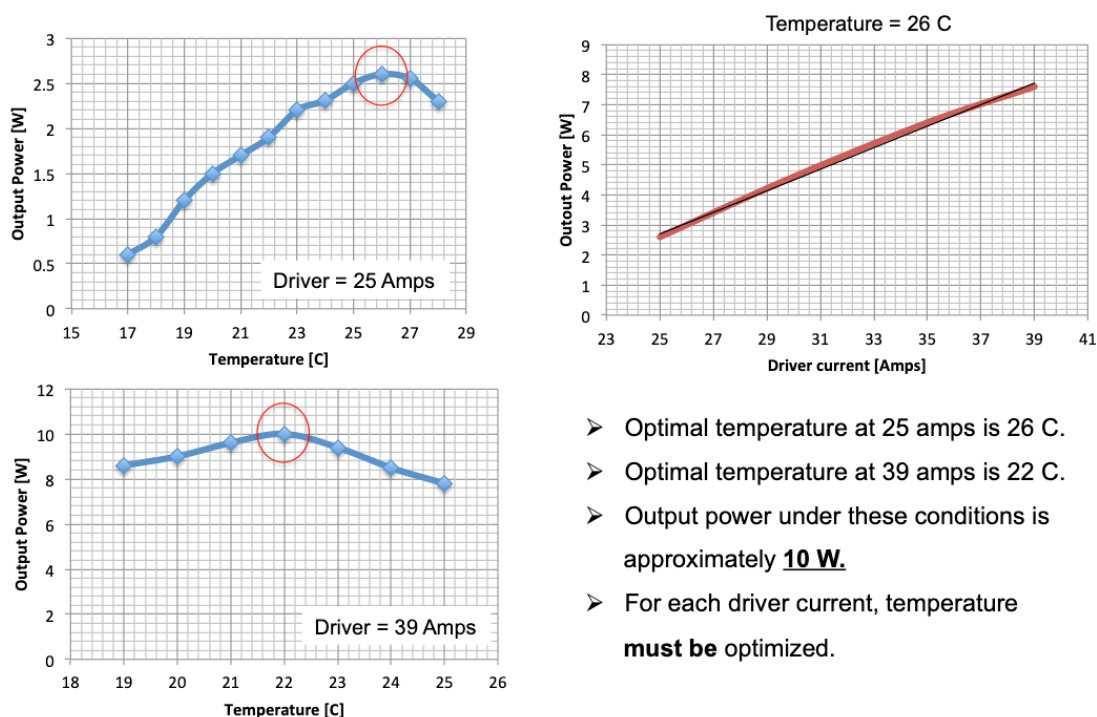 3
2.5
2
1.5
1
0.5
0
Output Power [W]
Driver = 25 Amps
15 17 19 21 23 25 27 29
Temperature [C]
Temperature = 26 C
9
8
7
6
5
4
3
2
1
0
Outout Power [W]
23 25 27 29 31 33 35 37 39 41
Driver current [Amps]
12
10
8
6
4
2
0
Output Power [W]
Driver = 39 Amps
18 19 20 21 22 23 24 25 26
Temperature [C]
➢ Optimal temperature at 25 amps is 26 C.
➢ Optimal temperature at 39 amps is 22 C.
➢ Output power under these conditions is
approximately 10 W.
➢ For each driver current, temperature
must be optimized.